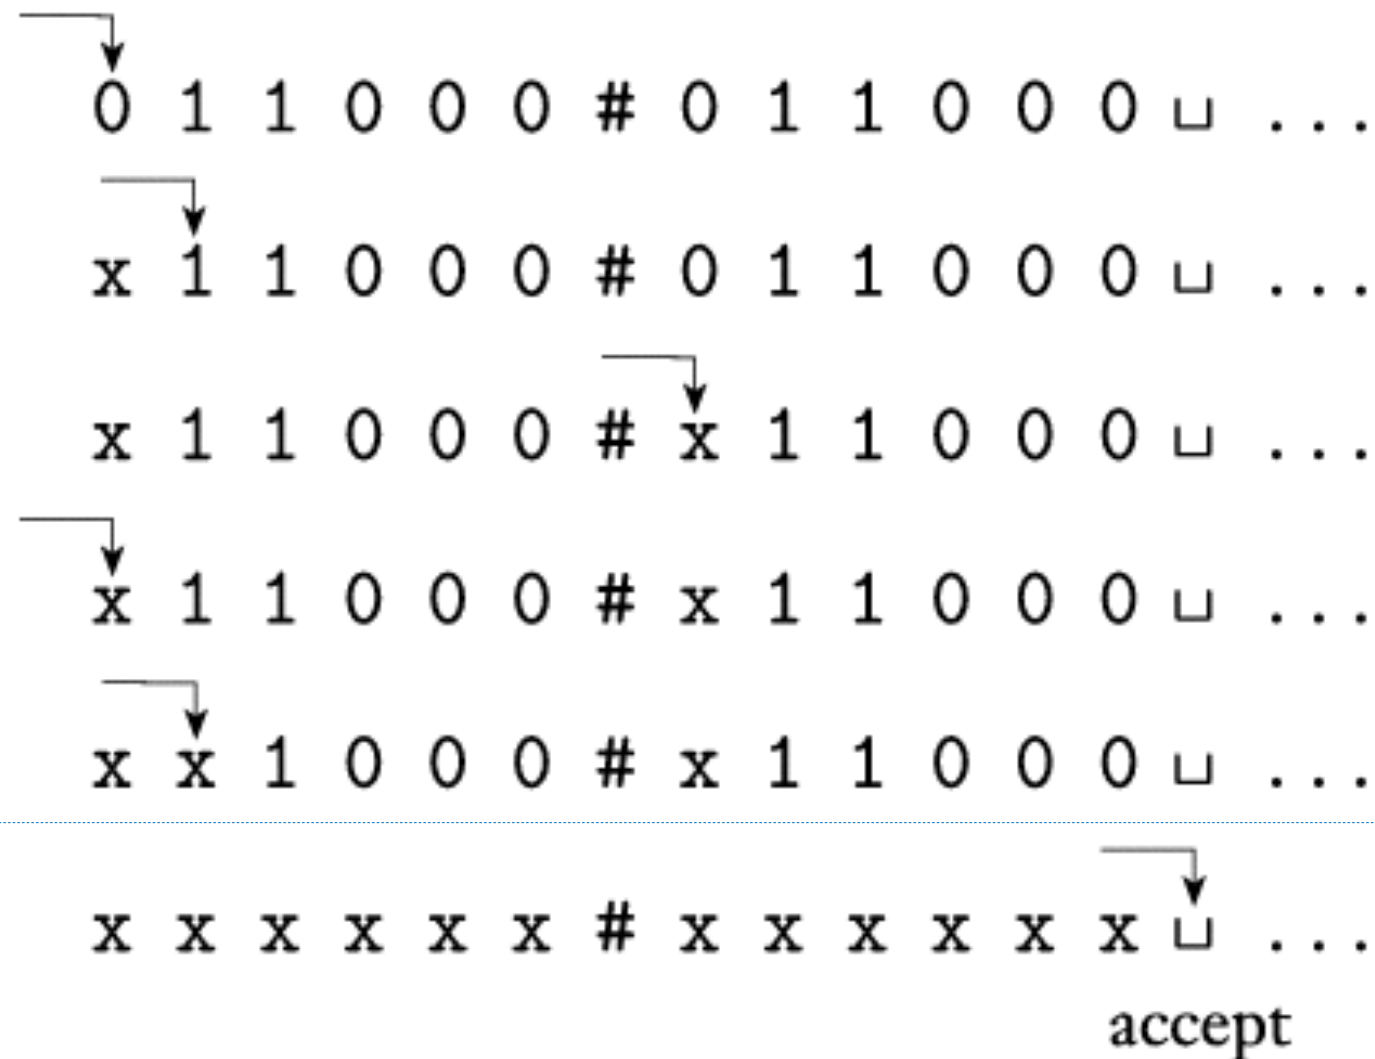 0 1 1 0 0 0 # 0 1 1 0 0 0 ␣ ...
x 1 1 0 0 0 # 0 1 1 0 0 0 ␣ ...
x 1 1 0 0 0 # x 1 1 0 0 0 ␣ ...
x 1 1 0 0 0 # x 1 1 0 0 0 ␣ ...
x x 1 0 0 0 # x 1 1 0 0 0 ␣ ...
x x x x x x # x x x x x x ␣ ...
accept